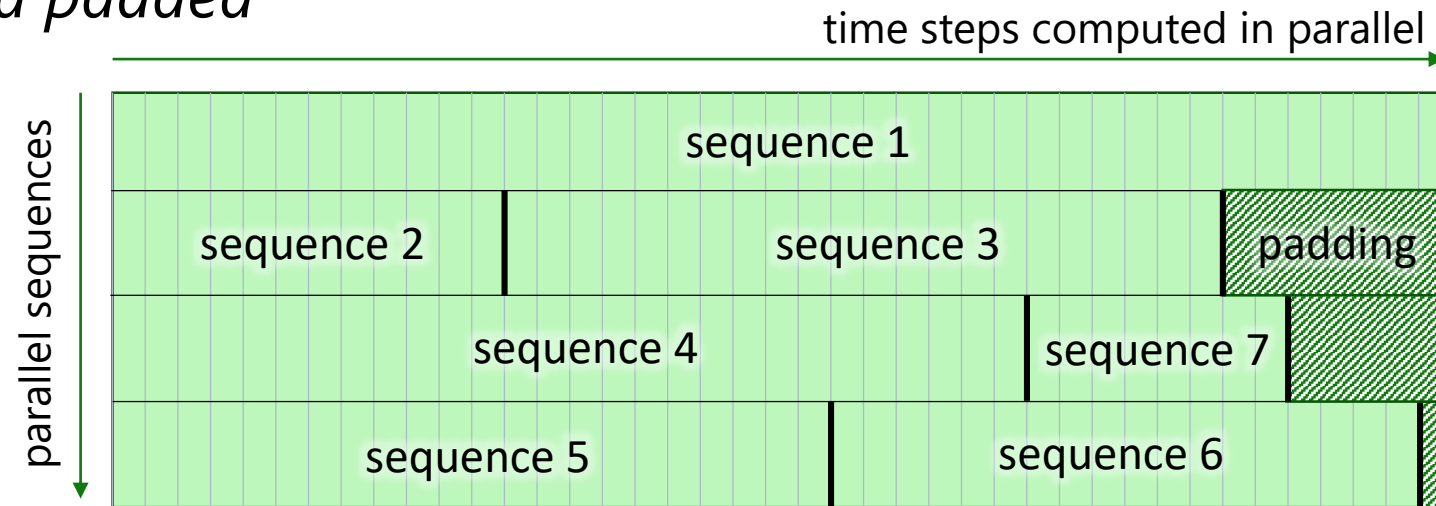 padded
time steps computed in parallel
parallel sequences
sequence 1
sequence 2
sequence 3
padding
sequence 4
sequence 7
sequence 5
sequence 6